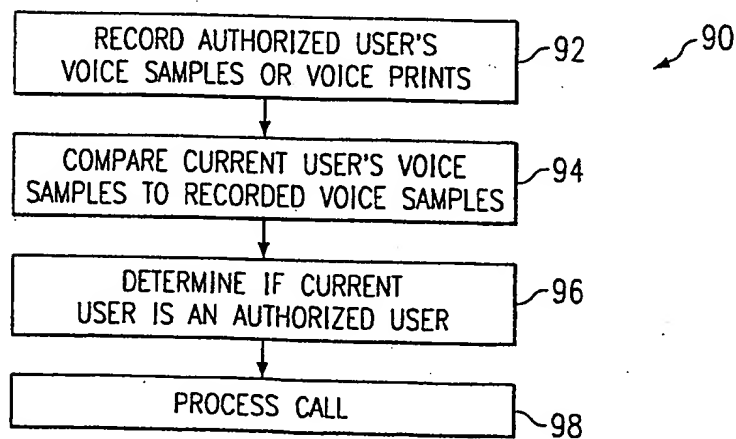 RECORD AUTHORIZED USER'S
VOICE SAMPLES OR VOICE PRINTS
92
90
COMPARE CURRENT USER'S VOICE
SAMPLES TO RECORDED VOICE SAMPLES
94
DETERMINE IF CURRENT
USER IS AN AUTHORIZED USER
96
PROCESS CALL
98